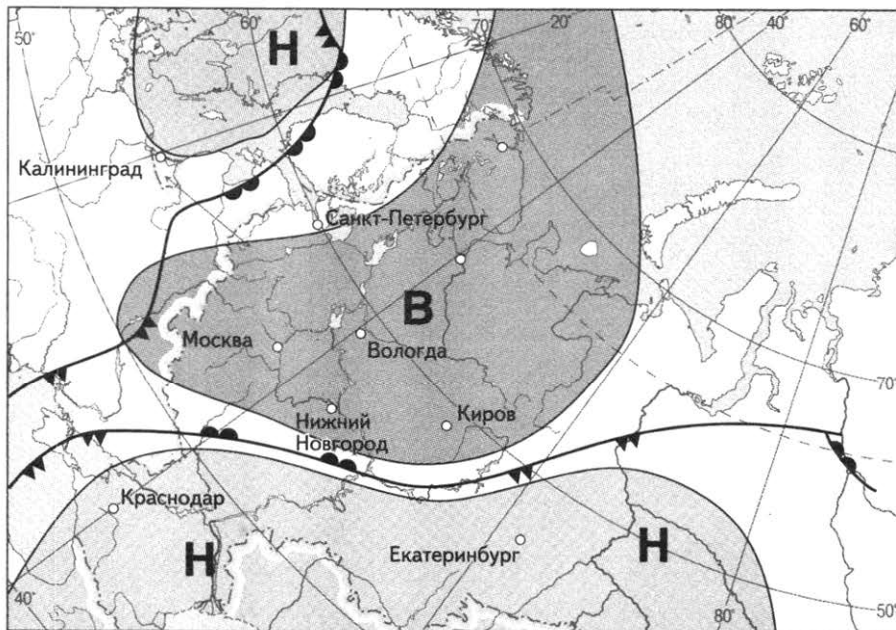 50°
60°
70°
20°
80°
40°
60°
Н
Калининград
Санкт-Петербург
В
Москва
Вологда
70°
Нижний
Новгород
Киров
Краснодар
Н
Екатеринбург
Н
40°
80°
50°